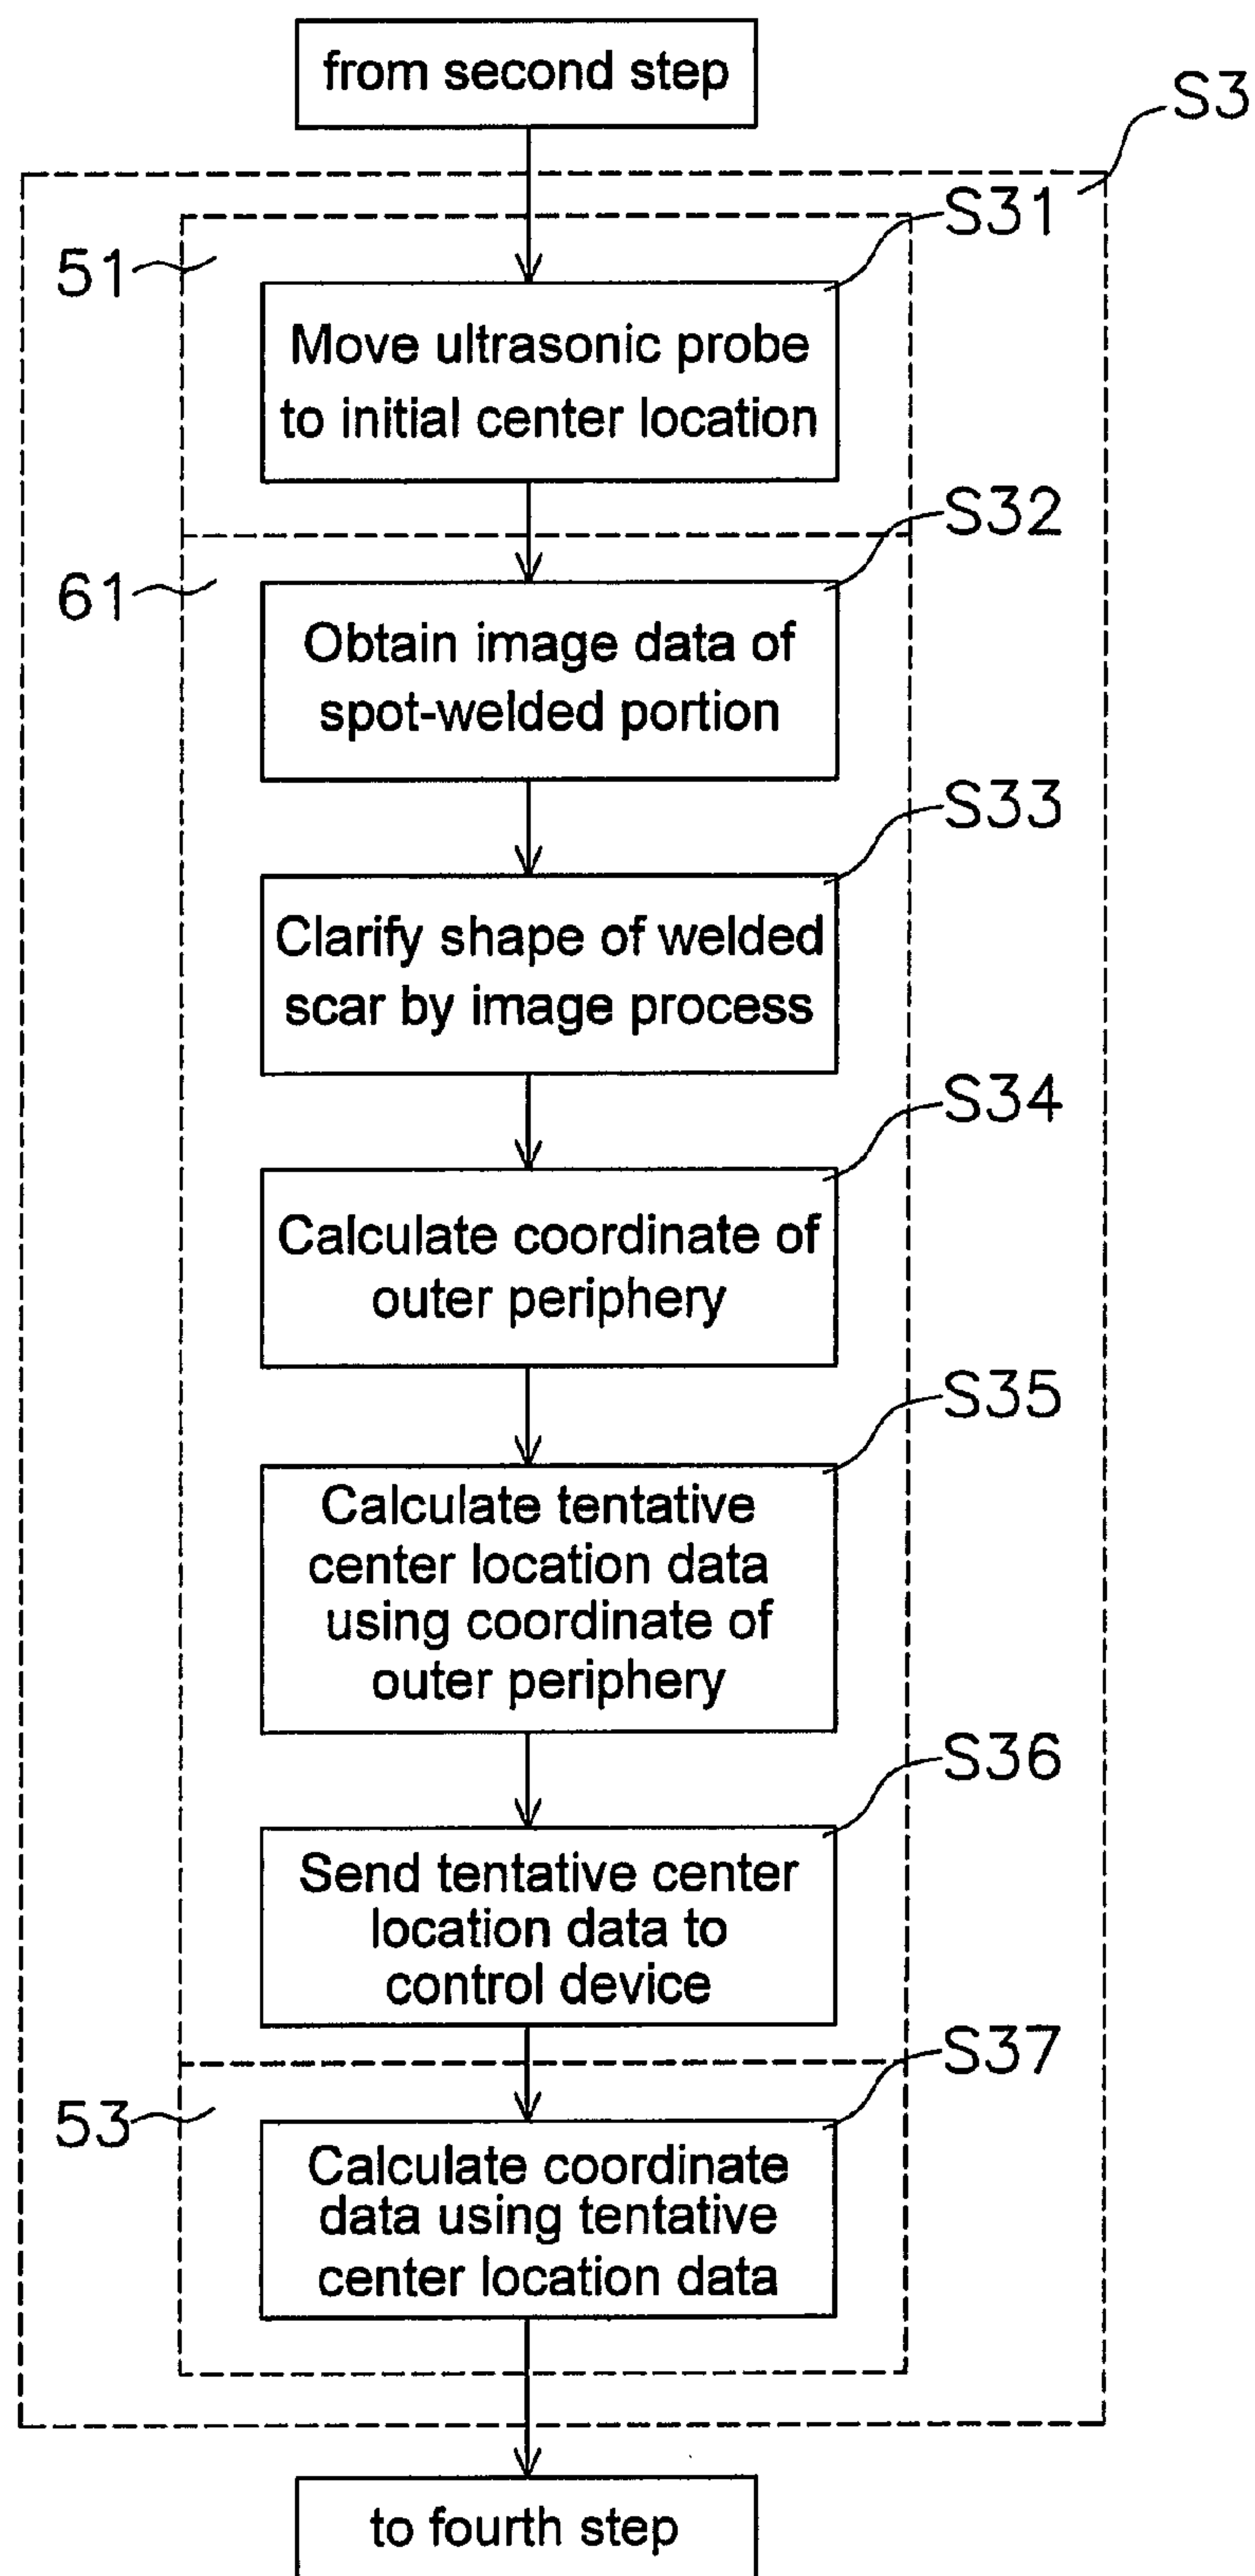 from second step
S3
S31
51
Move ultrasonic probe
to initial center location
S32
61
Obtain image data of
spot-welded portion
S33
Clarify shape of welded
scar by image process
S34
Calculate coordinate of
outer periphery
S35
Calculate tentative
center location data
using coordinate of
outer periphery
S36
Send tentative center
location data to
control device
S37
53
Calculate coordinate
data using tentative
center location data
to fourth step